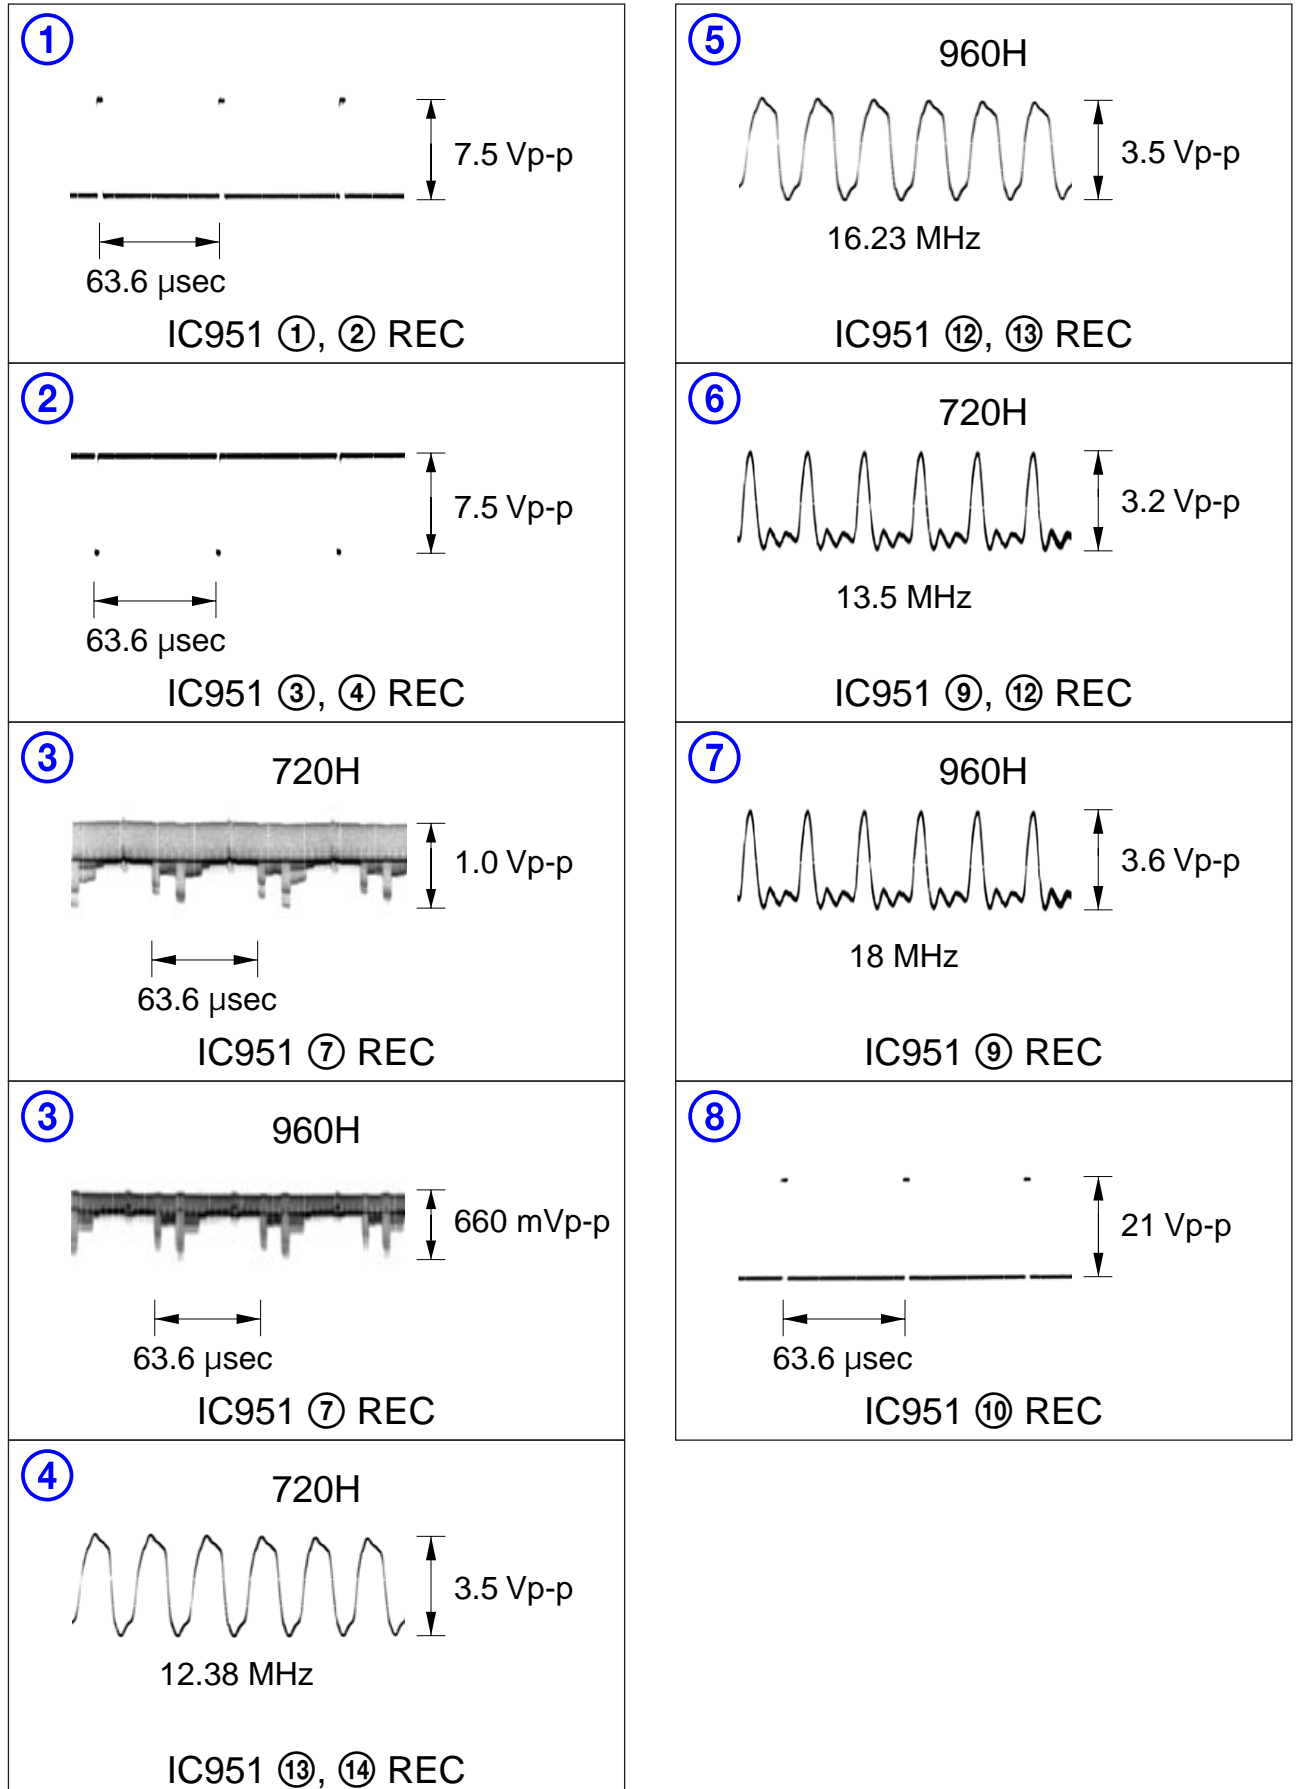 ①
7.5 Vp-p
63.6 µsec
IC951 ①, ② REC
②
7.5 Vp-p
63.6 µsec
IC951 ③, ④ REC
③
720H
1.0 Vp-p
63.6 µsec
IC951 ⑦ REC
③
960H
660 mVp-p
63.6 µsec
IC951 ⑦ REC
④
720H
3.5 Vp-p
12.38 MHz
IC951 ⑬, ⑭ REC
⑤
960H
3.5 Vp-p
16.23 MHz
IC951 ⑫, ⑬ REC
⑥
720H
3.2 Vp-p
13.5 MHz
IC951 ⑨, ⑫ REC
⑦
960H
3.6 Vp-p
18 MHz
IC951 ⑨ REC
⑧
21 Vp-p
63.6 µsec
IC951 ⑩ REC